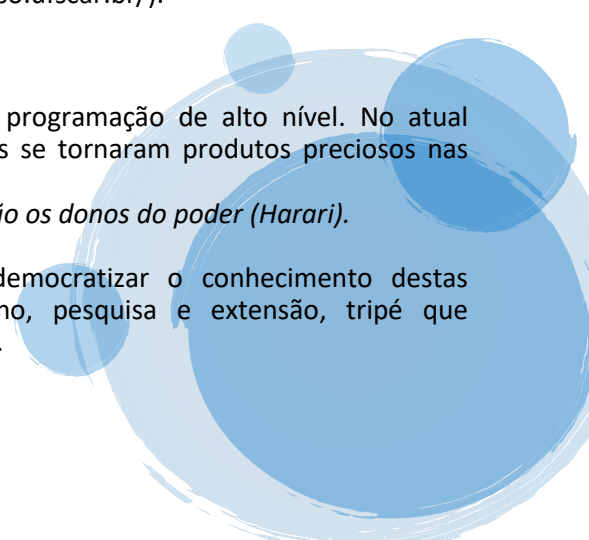 programação de alto nível. No atual
s se tornaram produtos preciosos nas
ão os donos do poder (Harari).
democratizar o conhecimento destas
no, pesquisa e extensão, tripé que